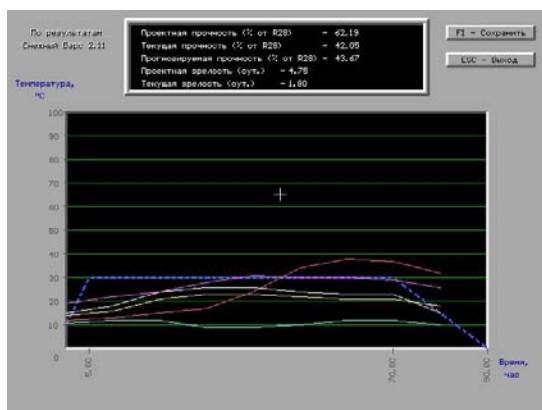 По результатам
Снежный Барс 2.11
Проектная прочность (% от R28) - 62.19
Текущая прочность (% от R28) - 42.05
Прогнозируемая прочность (% от R28) - 43.67
Проектная зрелость (сут.) - 4.75
Текущая зрелость (сут.) - 1.80
F1 - Сохранить
ESC - Выход
Температура,
°C
100
90
80
70
60
50
40
30
20
10
0
5.00
70.00
90.00
Время,
час